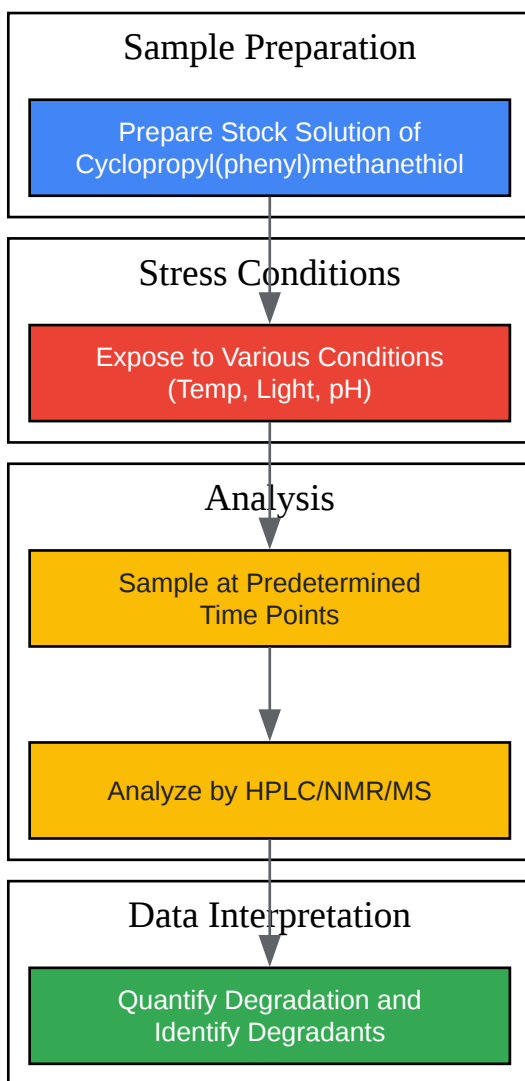 Sample Preparation
Prepare Stock Solution of
Cyclopropyl(phenyl)methanethiol
Stress Conditions
Expose to Various Conditions
(Temp, Light, pH)
Analysis
Sample at Predetermined
Time Points
Analyze by HPLC/NMR/MS
Data Interpretation
Quantify Degradation and
Identify Degradants